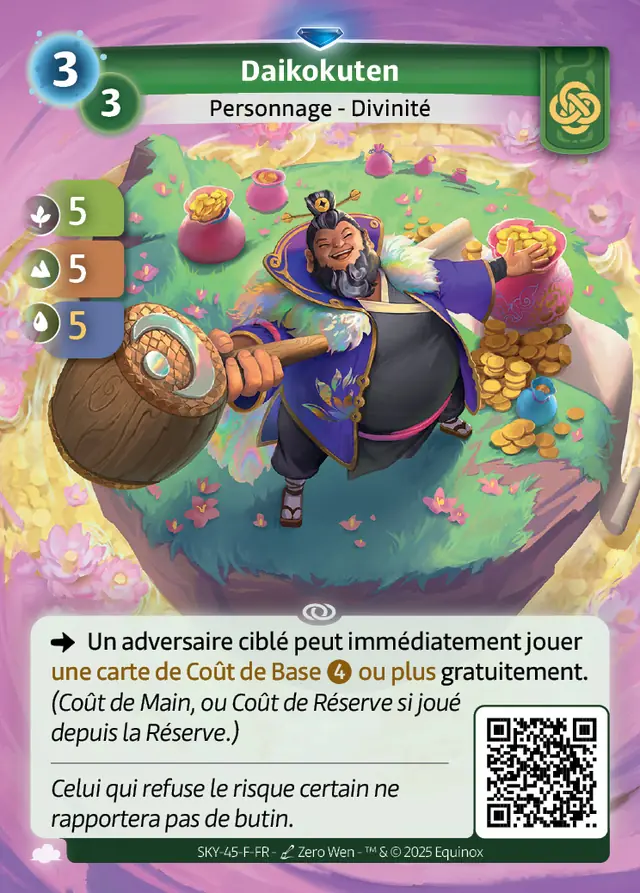 3
Daikokuten
3
Personnage - Divinité
5
5
5
Un adversaire ciblé peut immédiatement jouer
une carte de Coût de Base 4 ou plus gratuitement.
(Coût de Main, ou Coût de Réserve si joué
depuis la Réserve.)
Celui qui refuse le risque certain ne
rapportera pas de butin.
SKY-45-F-FR - Zero Wen - ™ & © 2025 Equinox